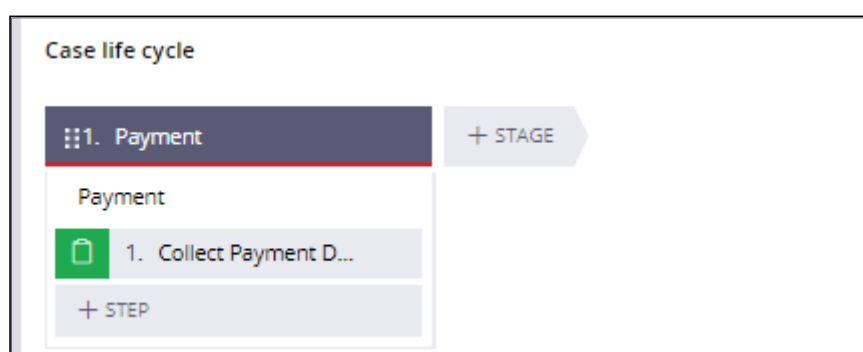 Case life cycle
1. Payment
+ STAGE
Payment
1. Collect Payment D...
+ STEP